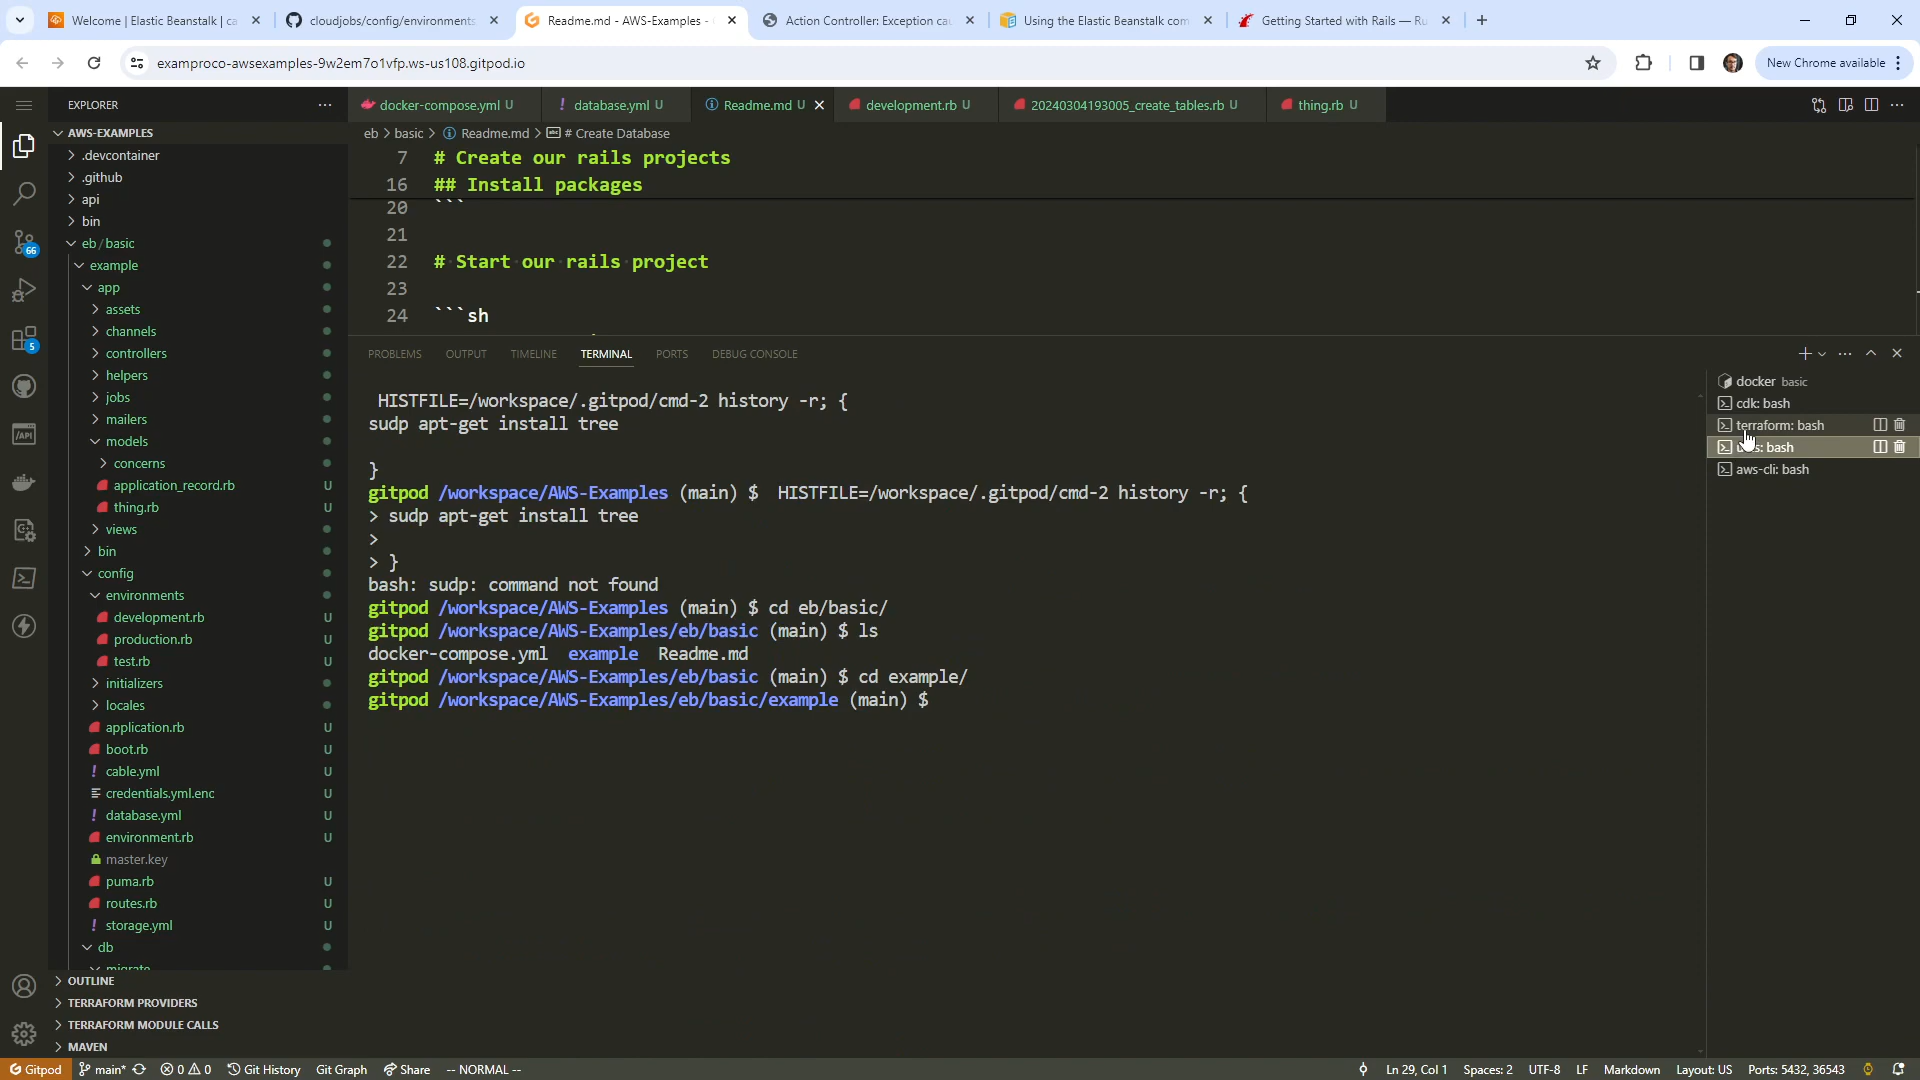 Welcome | Elastic Beanstalk | ca
cloudjobs/config/environments
Readme.md - AWS-Examples -
Action Controller: Exception cau
Using the Elastic Beanstalk com
Getting Started with Rails — Ru
examproco-awsexamples-9w2em7o1vfp.ws-us108.gitpod.io
New Chrome available
EXPLORER
docker-compose.yml U
database.yml U
Readme.md U
development.rb U
20240304193005_create_tables.rb U
thing.rb U
AWS-EXAMPLES
eb > basic > Readme.md > # Create Database
.devcontainer
.github
api
bin
eb / basic
example
app
assets
channels
controllers
helpers
jobs
mailers
models
concerns
application_record.rb U
thing.rb U
views
bin
config
environments
development.rb U
production.rb U
test.rb U
initializers
locales
application.rb U
boot.rb U
cable.yml U
credentials.yml.enc U
database.yml U
environment.rb U
master.key
puma.rb U
routes.rb U
storage.yml U
db
migrate
OUTLINE
TERRAFORM PROVIDERS
TERRAFORM MODULE CALLS
MAVEN
66
5
7 # Create our rails projects
16 ## Install packages
20 ```
21
22 # Start our rails project
23
24 ```sh
PROBLEMS OUTPUT TIMELINE TERMINAL PORTS DEBUG CONSOLE
HISTFILE=/workspace/.gitpod/cmd-2 history -r; {
sudp apt-get install tree
}
gitpod /workspace/AWS-Examples (main) $  HISTFILE=/workspace/.gitpod/cmd-2 history -r; {
> sudp apt-get install tree
>
> }
bash: sudp: command not found
gitpod /workspace/AWS-Examples (main) $ cd eb/basic/
gitpod /workspace/AWS-Examples/eb/basic (main) $ ls
docker-compose.yml  example  Readme.md
gitpod /workspace/AWS-Examples/eb/basic (main) $ cd example/
gitpod /workspace/AWS-Examples/eb/basic/example (main) $
docker basic
cdk: bash
terraform: bash
bash
aws-cli: bash
Gitpod main* 0 0 Git History Git Graph Share -- NORMAL --
Ln 29, Col 1 Spaces: 2 UTF-8 LF Markdown Layout: US Ports: 5432, 36543